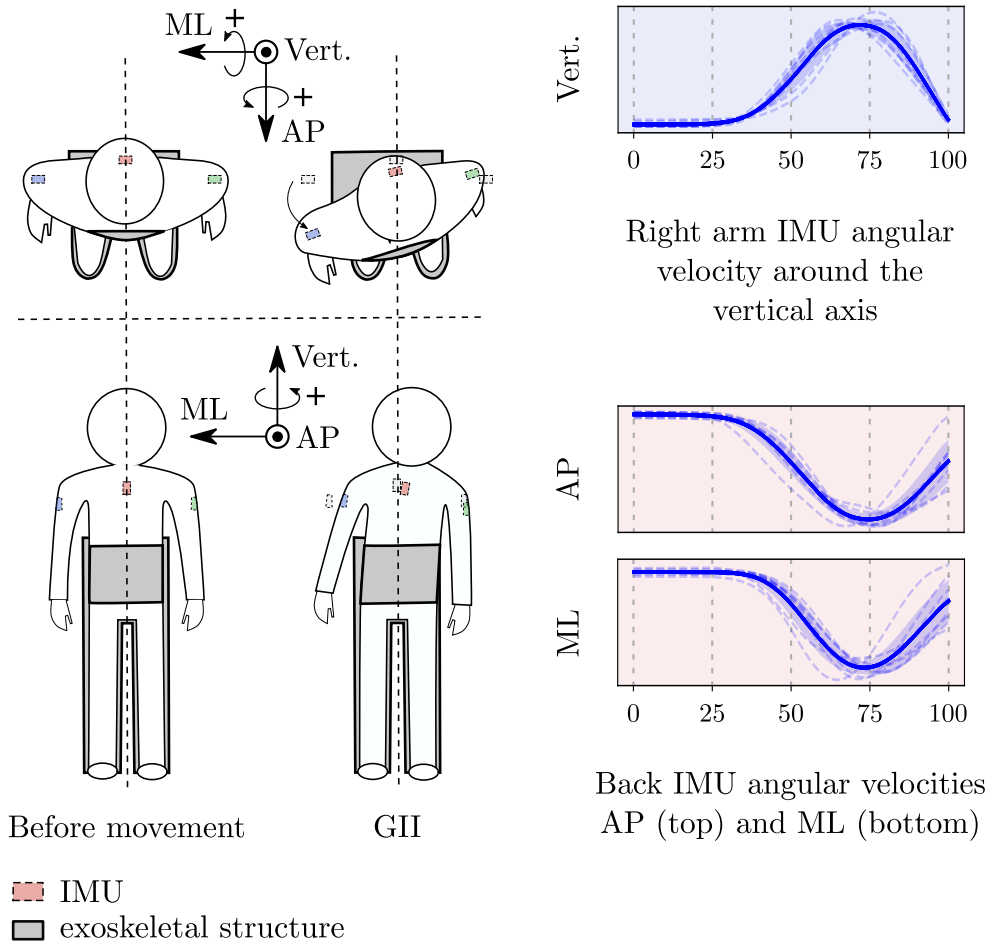 ML
+
Vert.
+
AP
Vert.
+
ML
AP
Before movement
GII
IMU
exoskeletal structure
Vert.
0 25 50 75 100
Right arm IMU angular
velocity around the
vertical axis
AP
ML
0 25 50 75 100
Back IMU angular velocities
AP (top) and ML (bottom)